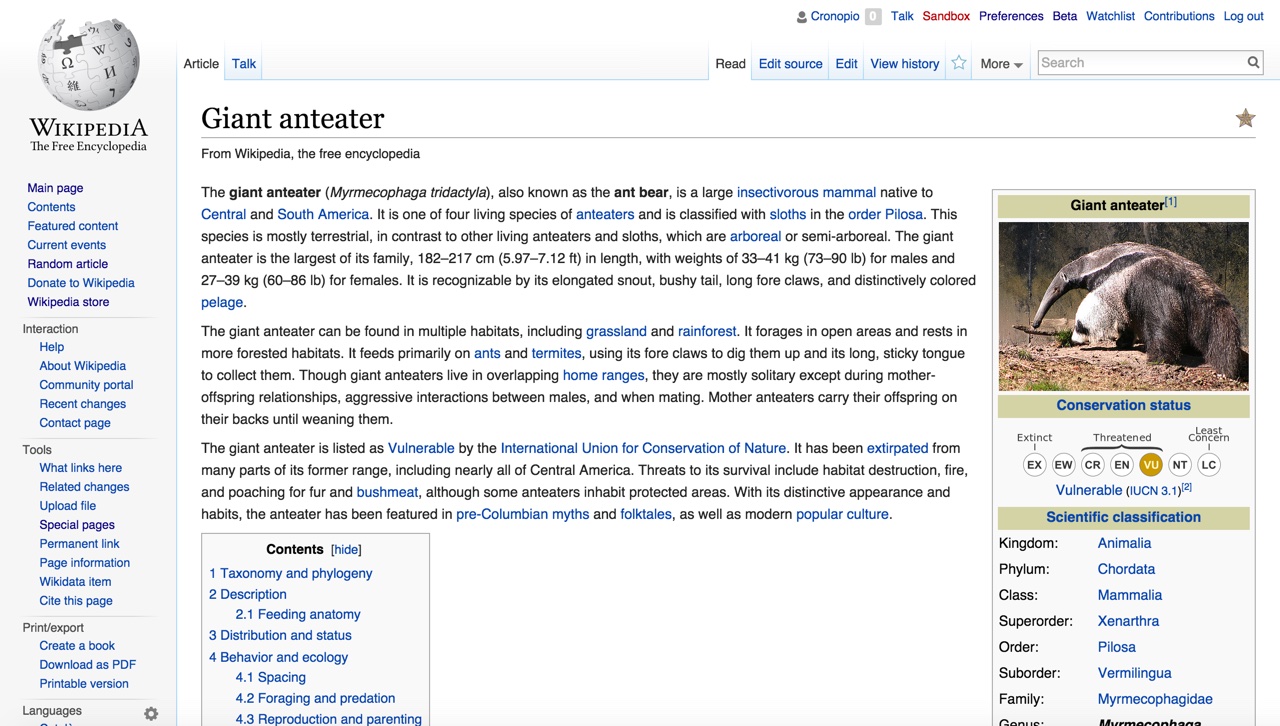 Cronopio 0 Talk Sandbox Preferences Beta Watchlist Contributions Log out
Article Talk Read Edit source Edit View history More Search
WIKIPEDIA
The Free Encyclopedia
Main page
Contents
Featured content
Current events
Random article
Donate to Wikipedia
Wikipedia store
Interaction
Help
About Wikipedia
Community portal
Recent changes
Contact page
Tools
What links here
Related changes
Upload file
Special pages
Permanent link
Page information
Wikidata item
Cite this page
Print/export
Create a book
Download as PDF
Printable version
Languages
Giant anteater
From Wikipedia, the free encyclopedia
The giant anteater (Myrmecophaga tridactyla), also known as the ant bear, is a large insectivorous mammal native to
Central and South America. It is one of four living species of anteaters and is classified with sloths in the order Pilosa. This
species is mostly terrestrial, in contrast to other living anteaters and sloths, which are arboreal or semi-arboreal. The giant
anteater is the largest of its family, 182–217 cm (5.97–7.12 ft) in length, with weights of 33–41 kg (73–90 lb) for males and
27–39 kg (60–86 lb) for females. It is recognizable by its elongated snout, bushy tail, long fore claws, and distinctively colored
pelage.
The giant anteater can be found in multiple habitats, including grassland and rainforest. It forages in open areas and rests in
more forested habitats. It feeds primarily on ants and termites, using its fore claws to dig them up and its long, sticky tongue
to collect them. Though giant anteaters live in overlapping home ranges, they are mostly solitary except during mother-
offspring relationships, aggressive interactions between males, and when mating. Mother anteaters carry their offspring on
their backs until weaning them.
The giant anteater is listed as Vulnerable by the International Union for Conservation of Nature. It has been extirpated from
many parts of its former range, including nearly all of Central America. Threats to its survival include habitat destruction, fire,
and poaching for fur and bushmeat, although some anteaters inhabit protected areas. With its distinctive appearance and
habits, the anteater has been featured in pre-Columbian myths and folktales, as well as modern popular culture.
Contents [hide]
1 Taxonomy and phylogeny
2 Description
2.1 Feeding anatomy
3 Distribution and status
4 Behavior and ecology
4.1 Spacing
4.2 Foraging and predation
4.3 Reproduction and parenting
Giant anteater[1]
Conservation status
Extinct Threatened Least
Concern
EX EW CR EN VU NT LC
Vulnerable (IUCN 3.1)[2]
Scientific classification
Kingdom: Animalia
Phylum: Chordata
Class: Mammalia
Superorder: Xenarthra
Order: Pilosa
Suborder: Vermilingua
Family: Myrmecophagidae
Genus: Myrmecophaga